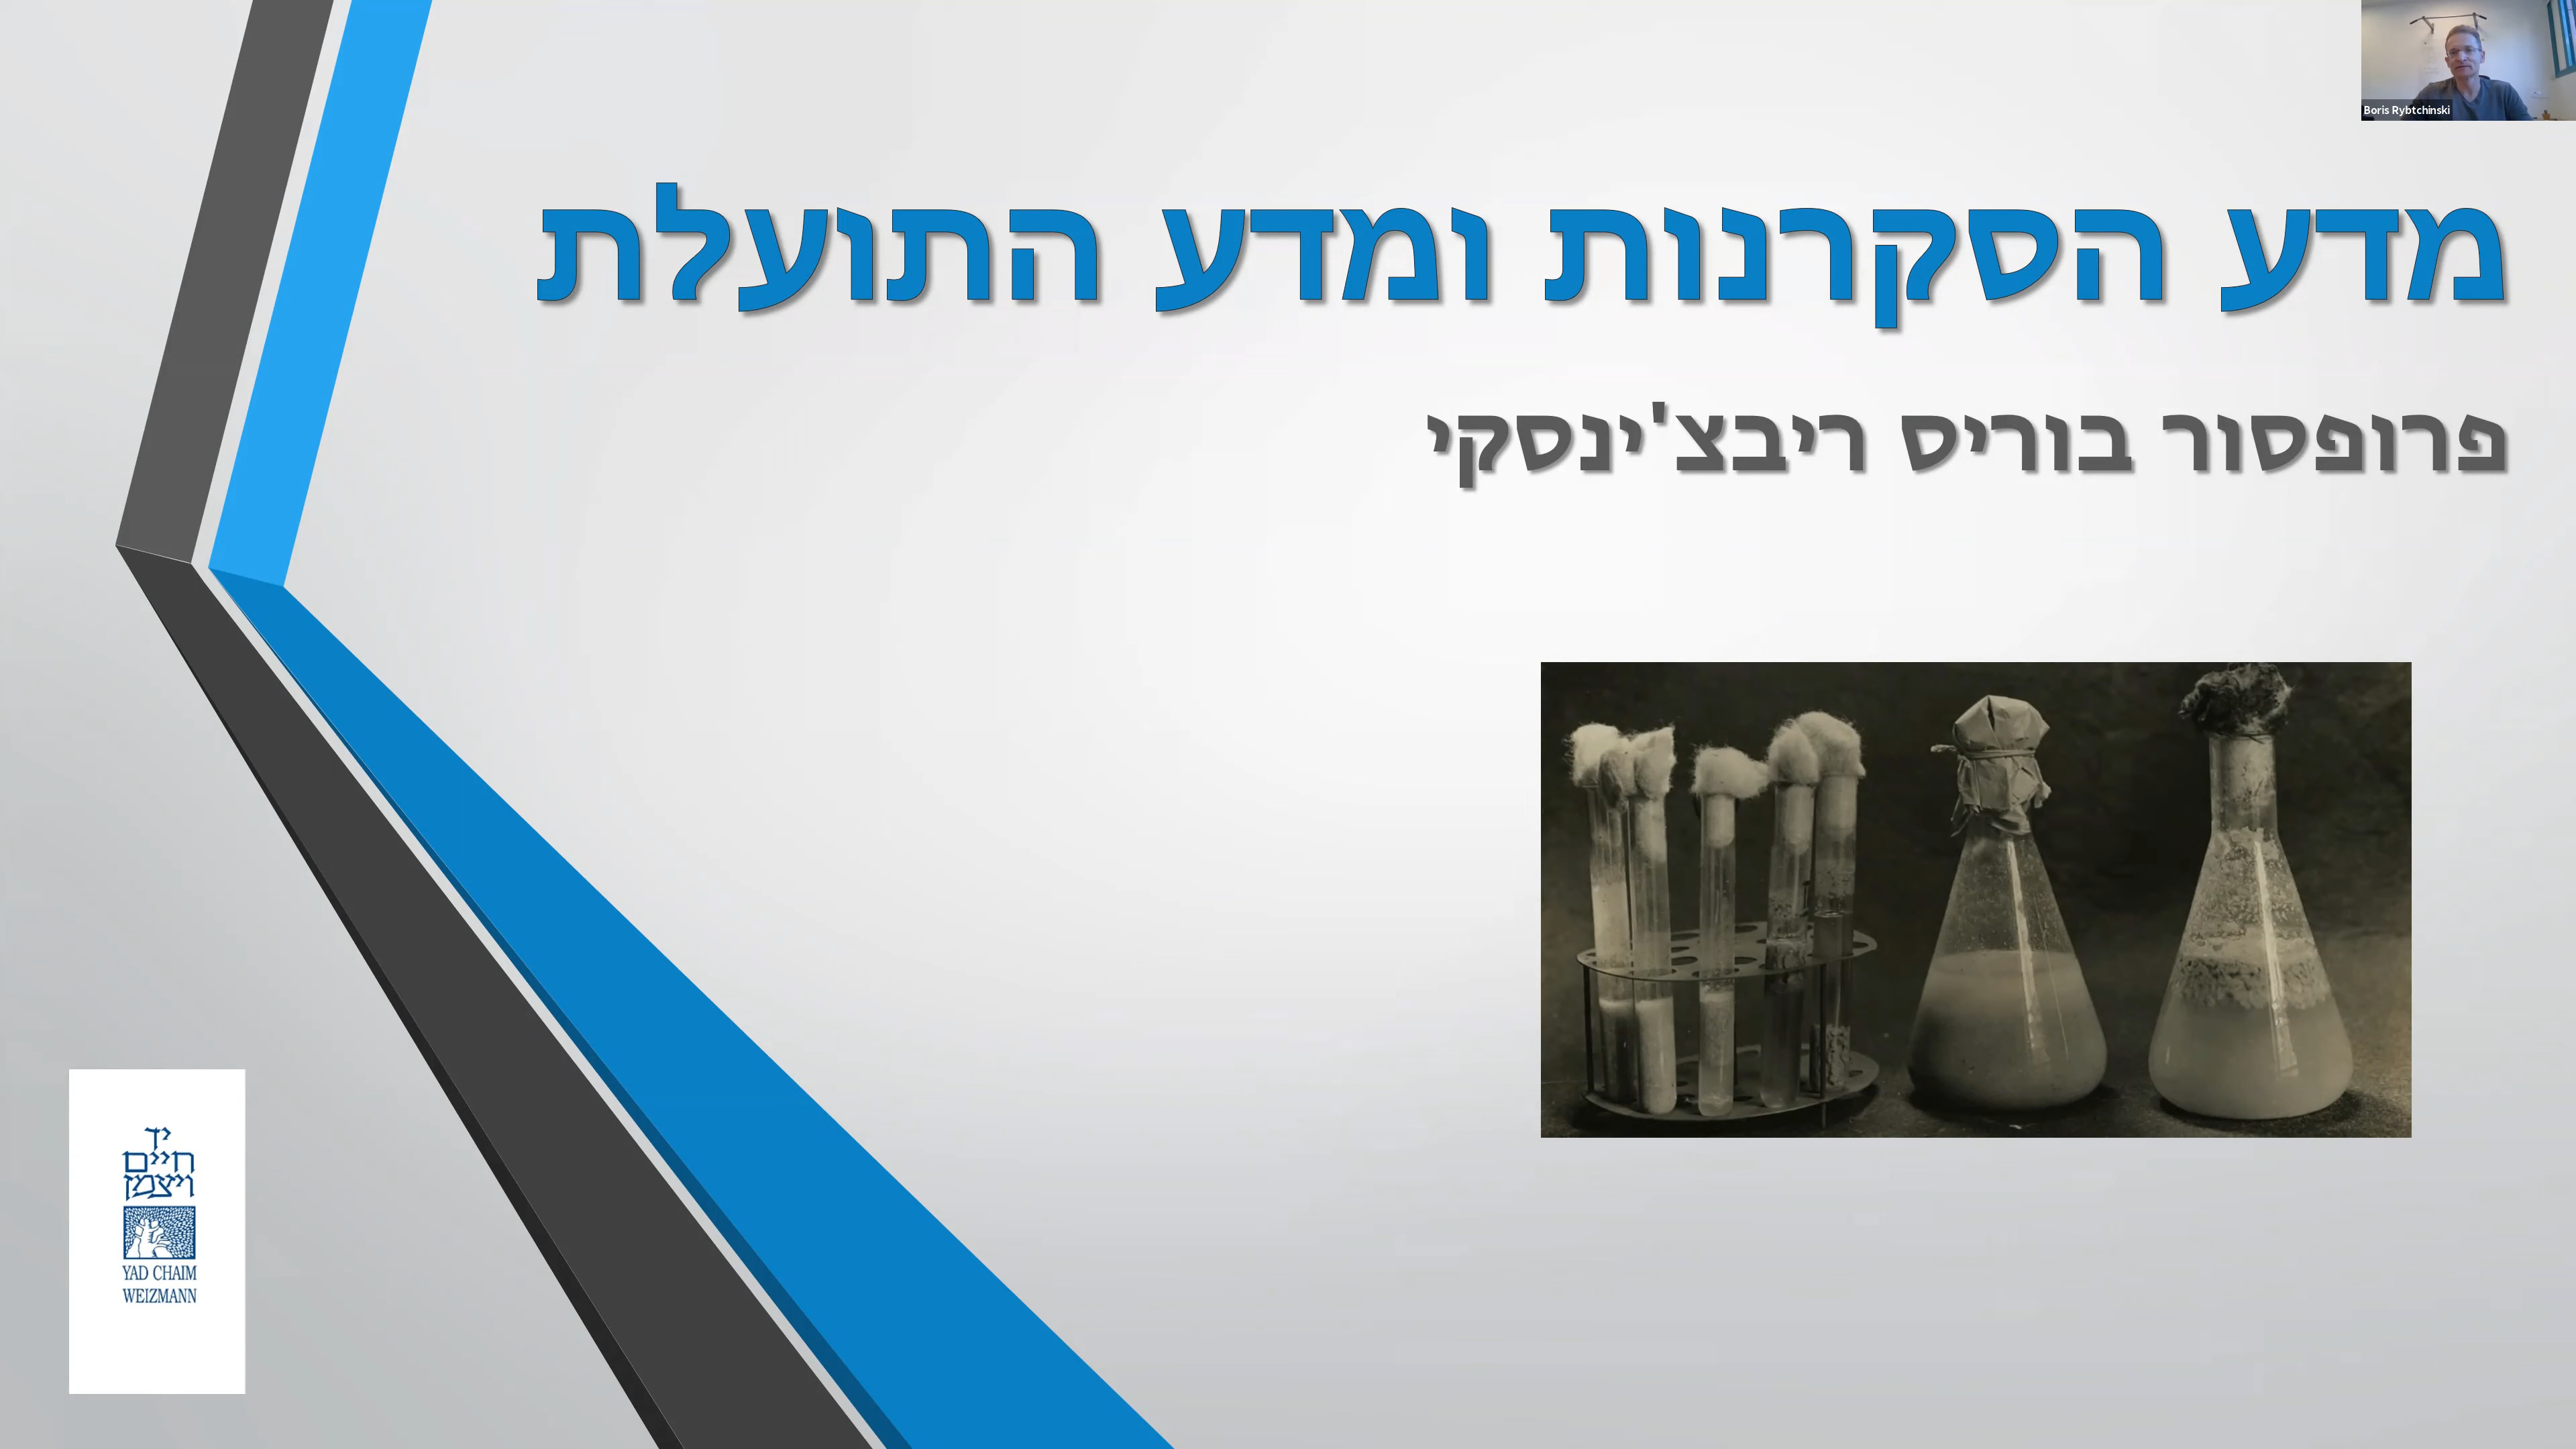 Boris Rybtchinski
מדע הסקרנות ומדע התועלת
פרופסור בוריס ריבצ'ינסקי
יד
חיים
ויצמן
YAD CHAIM
WEIZMANN